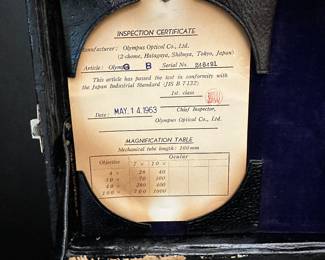 INSPECTION CERTIFICATE
Manufacturer: Olympus Optical Co., Ltd.
(2-chome, Hatagaya, Shibuya, Tokyo, Japan)
Article: Olympus G B Serial No.
This article has passed the test in conformity with
the Japan Industrial Standard (JIS B 7132)
1st. class
Date MAY. 14. 1963
Chief Inspector,
Olympus Optical Co., Ltd.
MAGNIFICATION TABLE
Mechanical tube length: 160mm
Objective Ocular
7 × 10 ×
4 × 28 40
10 × 70 100
40 × 280 400
100 × 700 1000